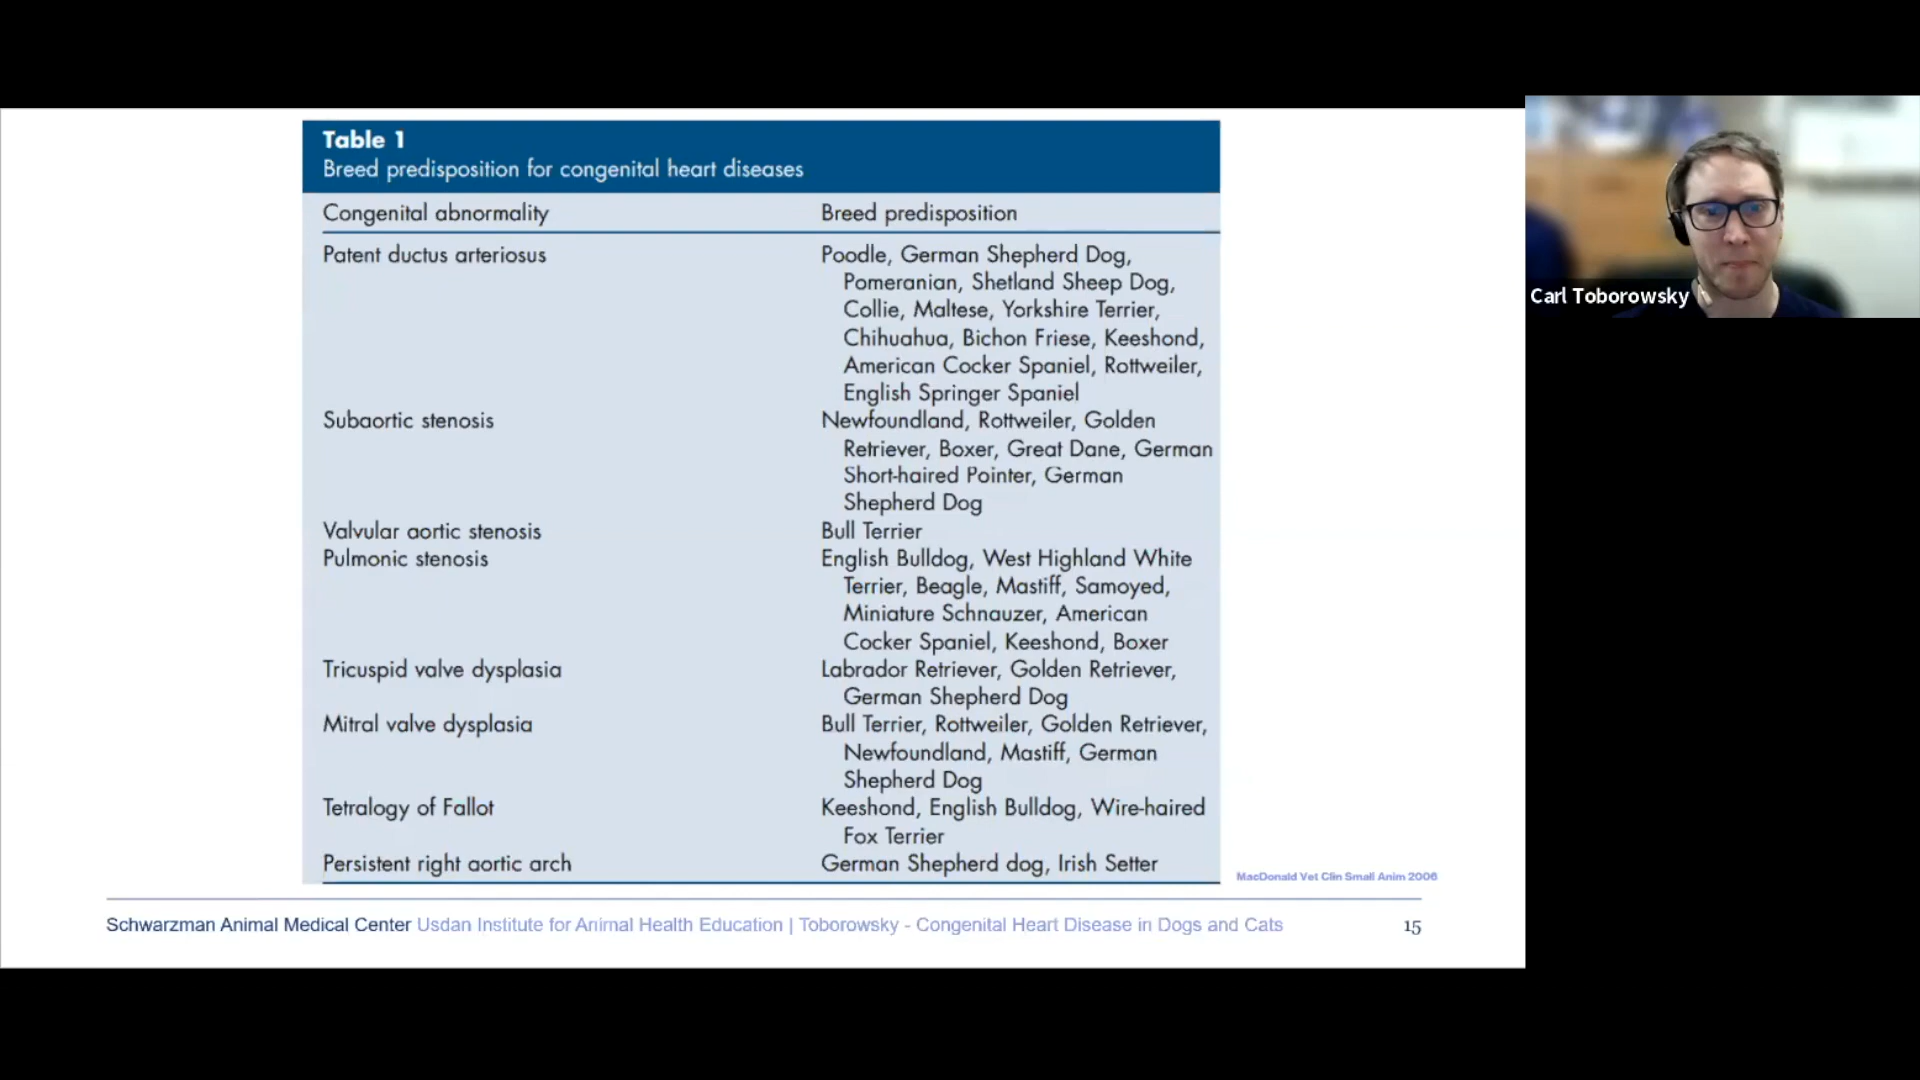 Table 1
Breed predisposition for congenital heart diseases
Congenital abnormality Breed predisposition
Patent ductus arteriosus Poodle, German Shepherd Dog,
Pomeranian, Shetland Sheep Dog,
Collie, Maltese, Yorkshire Terrier,
Chihuahua, Bichon Friese, Keeshond,
American Cocker Spaniel, Rottweiler,
English Springer Spaniel
Subaortic stenosis Newfoundland, Rottweiler, Golden
Retriever, Boxer, Great Dane, German
Short-haired Pointer, German
Shepherd Dog
Valvular aortic stenosis Bull Terrier
Pulmonic stenosis English Bulldog, West Highland White
Terrier, Beagle, Mastiff, Samoyed,
Miniature Schnauzer, American
Cocker Spaniel, Keeshond, Boxer
Tricuspid valve dysplasia Labrador Retriever, Golden Retriever,
German Shepherd Dog
Mitral valve dysplasia Bull Terrier, Rottweiler, Golden Retriever,
Newfoundland, Mastiff, German
Shepherd Dog
Tetralogy of Fallot Keeshond, English Bulldog, Wire-haired
Fox Terrier
Persistent right aortic arch German Shepherd dog, Irish Setter
MacDonald Vet Clin Small Anim 2006
Schwarzman Animal Medical Center Usdan Institute for Animal Health Education | Toborowsky - Congenital Heart Disease in Dogs and Cats 15
Carl Toborowsky